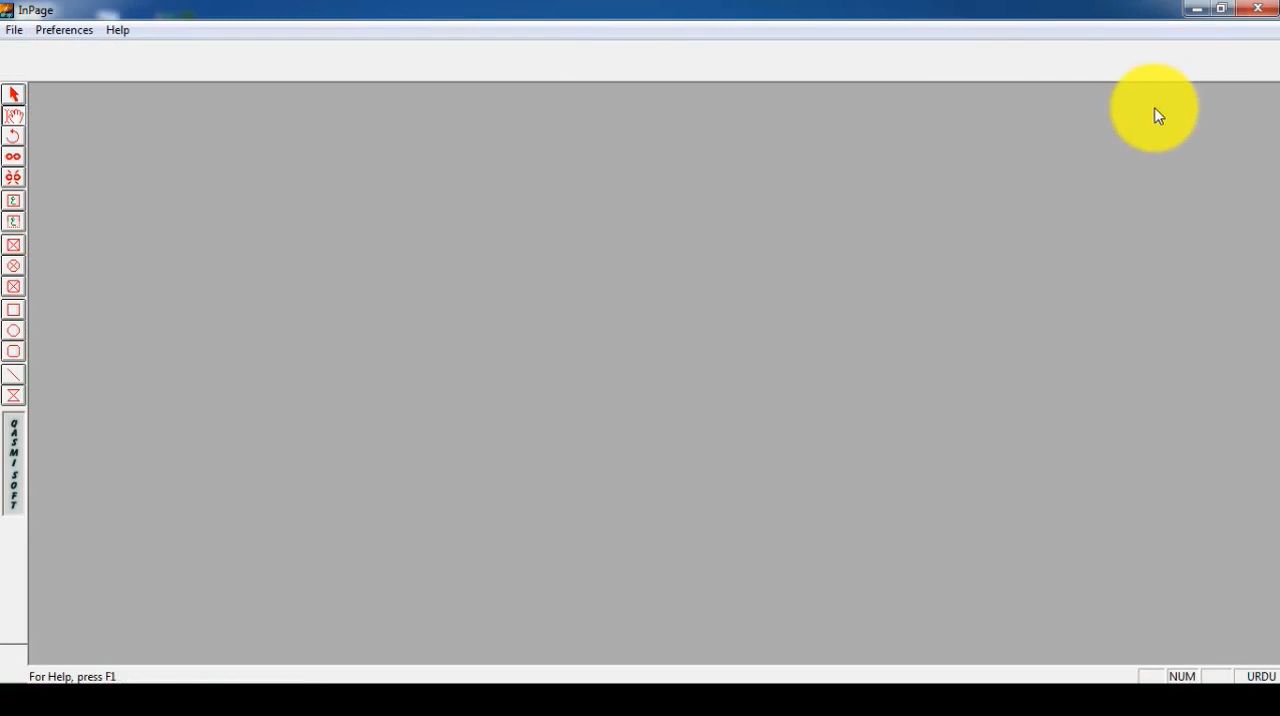 InPage
File Preferences Help
QASMI SOFT
For Help, press F1
NUM
URDU